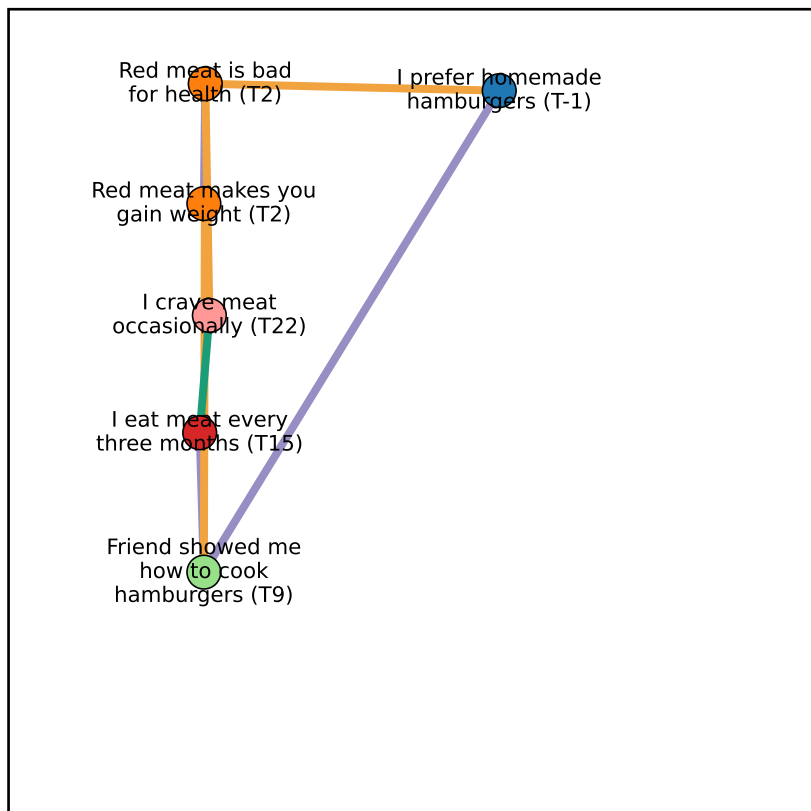 Red meat is bad
for health (T2)
I prefer homemade
hamburgers (T-1)
Red meat makes you
gain weight (T2)
I crave meat
occasionally (T22)
I eat meat every
three months (T15)
Friend showed me
how to cook
hamburgers (T9)